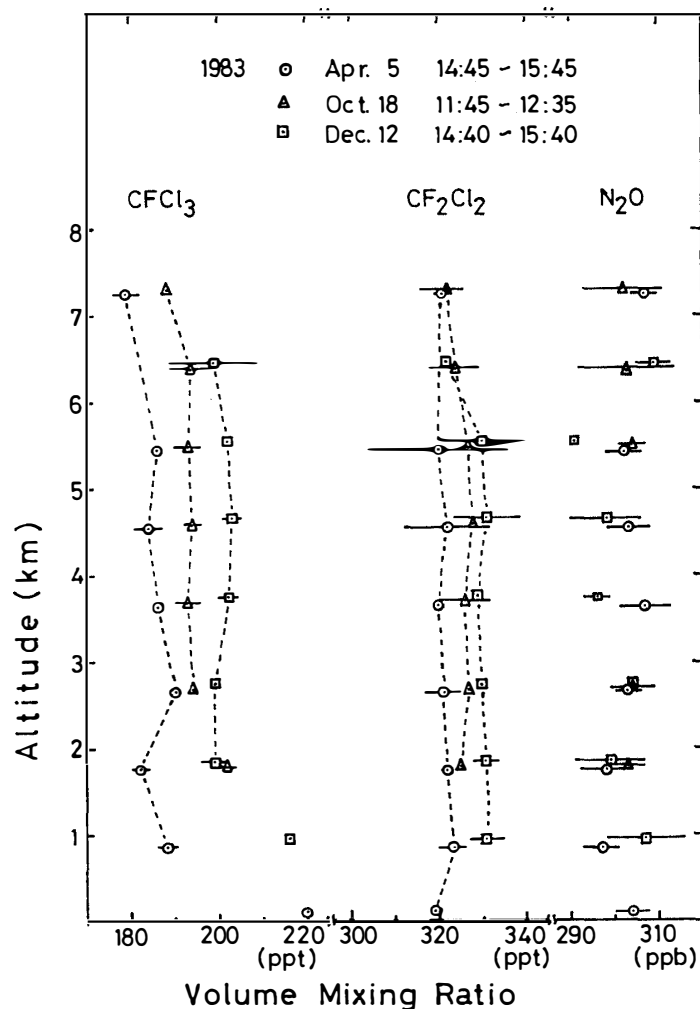 1983 ⊙ Apr. 5 14:45 - 15:45
△ Oct. 18 11:45 - 12:35
⊡ Dec. 12 14:40 - 15:40
CFCl3 CF2Cl2 N2O
8
7
6
5
4
3
2
1
Altitude (km)
180 200 220 300 320 340 290 310
(ppt) (ppt) (ppb)
Volume Mixing Ratio